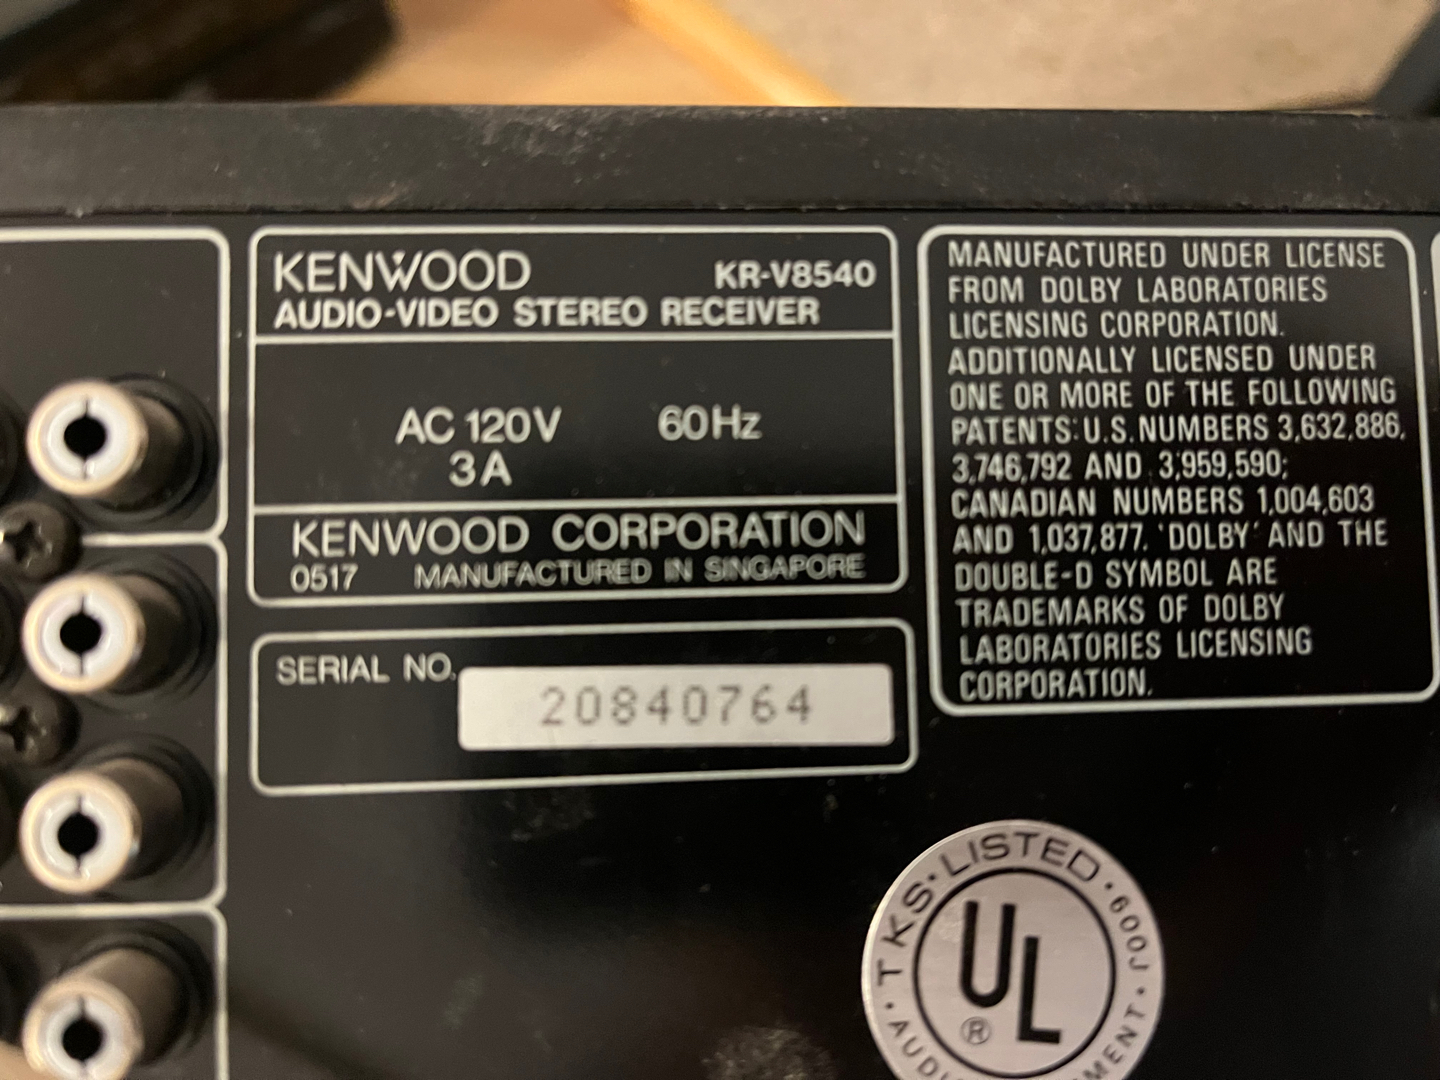 KENWOOD KR-V8540
AUDIO-VIDEO STEREO RECEIVER
AC 120V 60Hz
3A
KENWOOD CORPORATION
0517 MANUFACTURED IN SINGAPORE
SERIAL NO. 20840764
MANUFACTURED UNDER LICENSE
FROM DOLBY LABORATORIES
LICENSING CORPORATION.
ADDITIONALLY LICENSED UNDER
ONE OR MORE OF THE FOLLOWING
PATENTS: U.S. NUMBERS 3,632,886,
3,746,792 AND 3,959,590;
CANADIAN NUMBERS 1,004,603
AND 1,037,877. 'DOLBY' AND THE
DOUBLE-D SYMBOL ARE
TRADEMARKS OF DOLBY
LABORATORIES LICENSING
CORPORATION.
·TKS·LISTED·600J·
UL
®